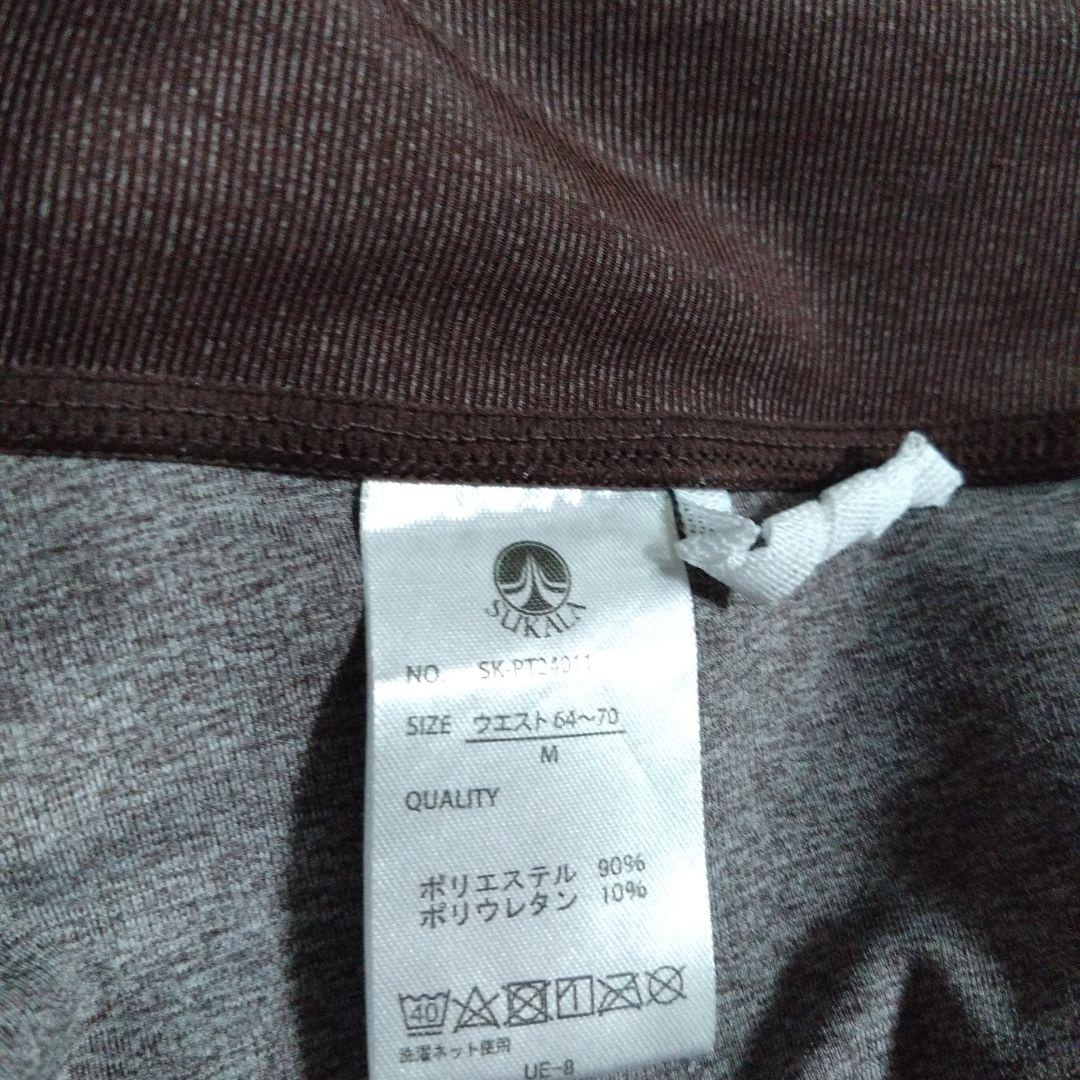 SUKALA
NO. SK-PT24011
SIZE ウエスト64〜70
M
QUALITY
ポリエステル 90%
ポリウレタン 10%
40
洗濯ネット使用
UE-8